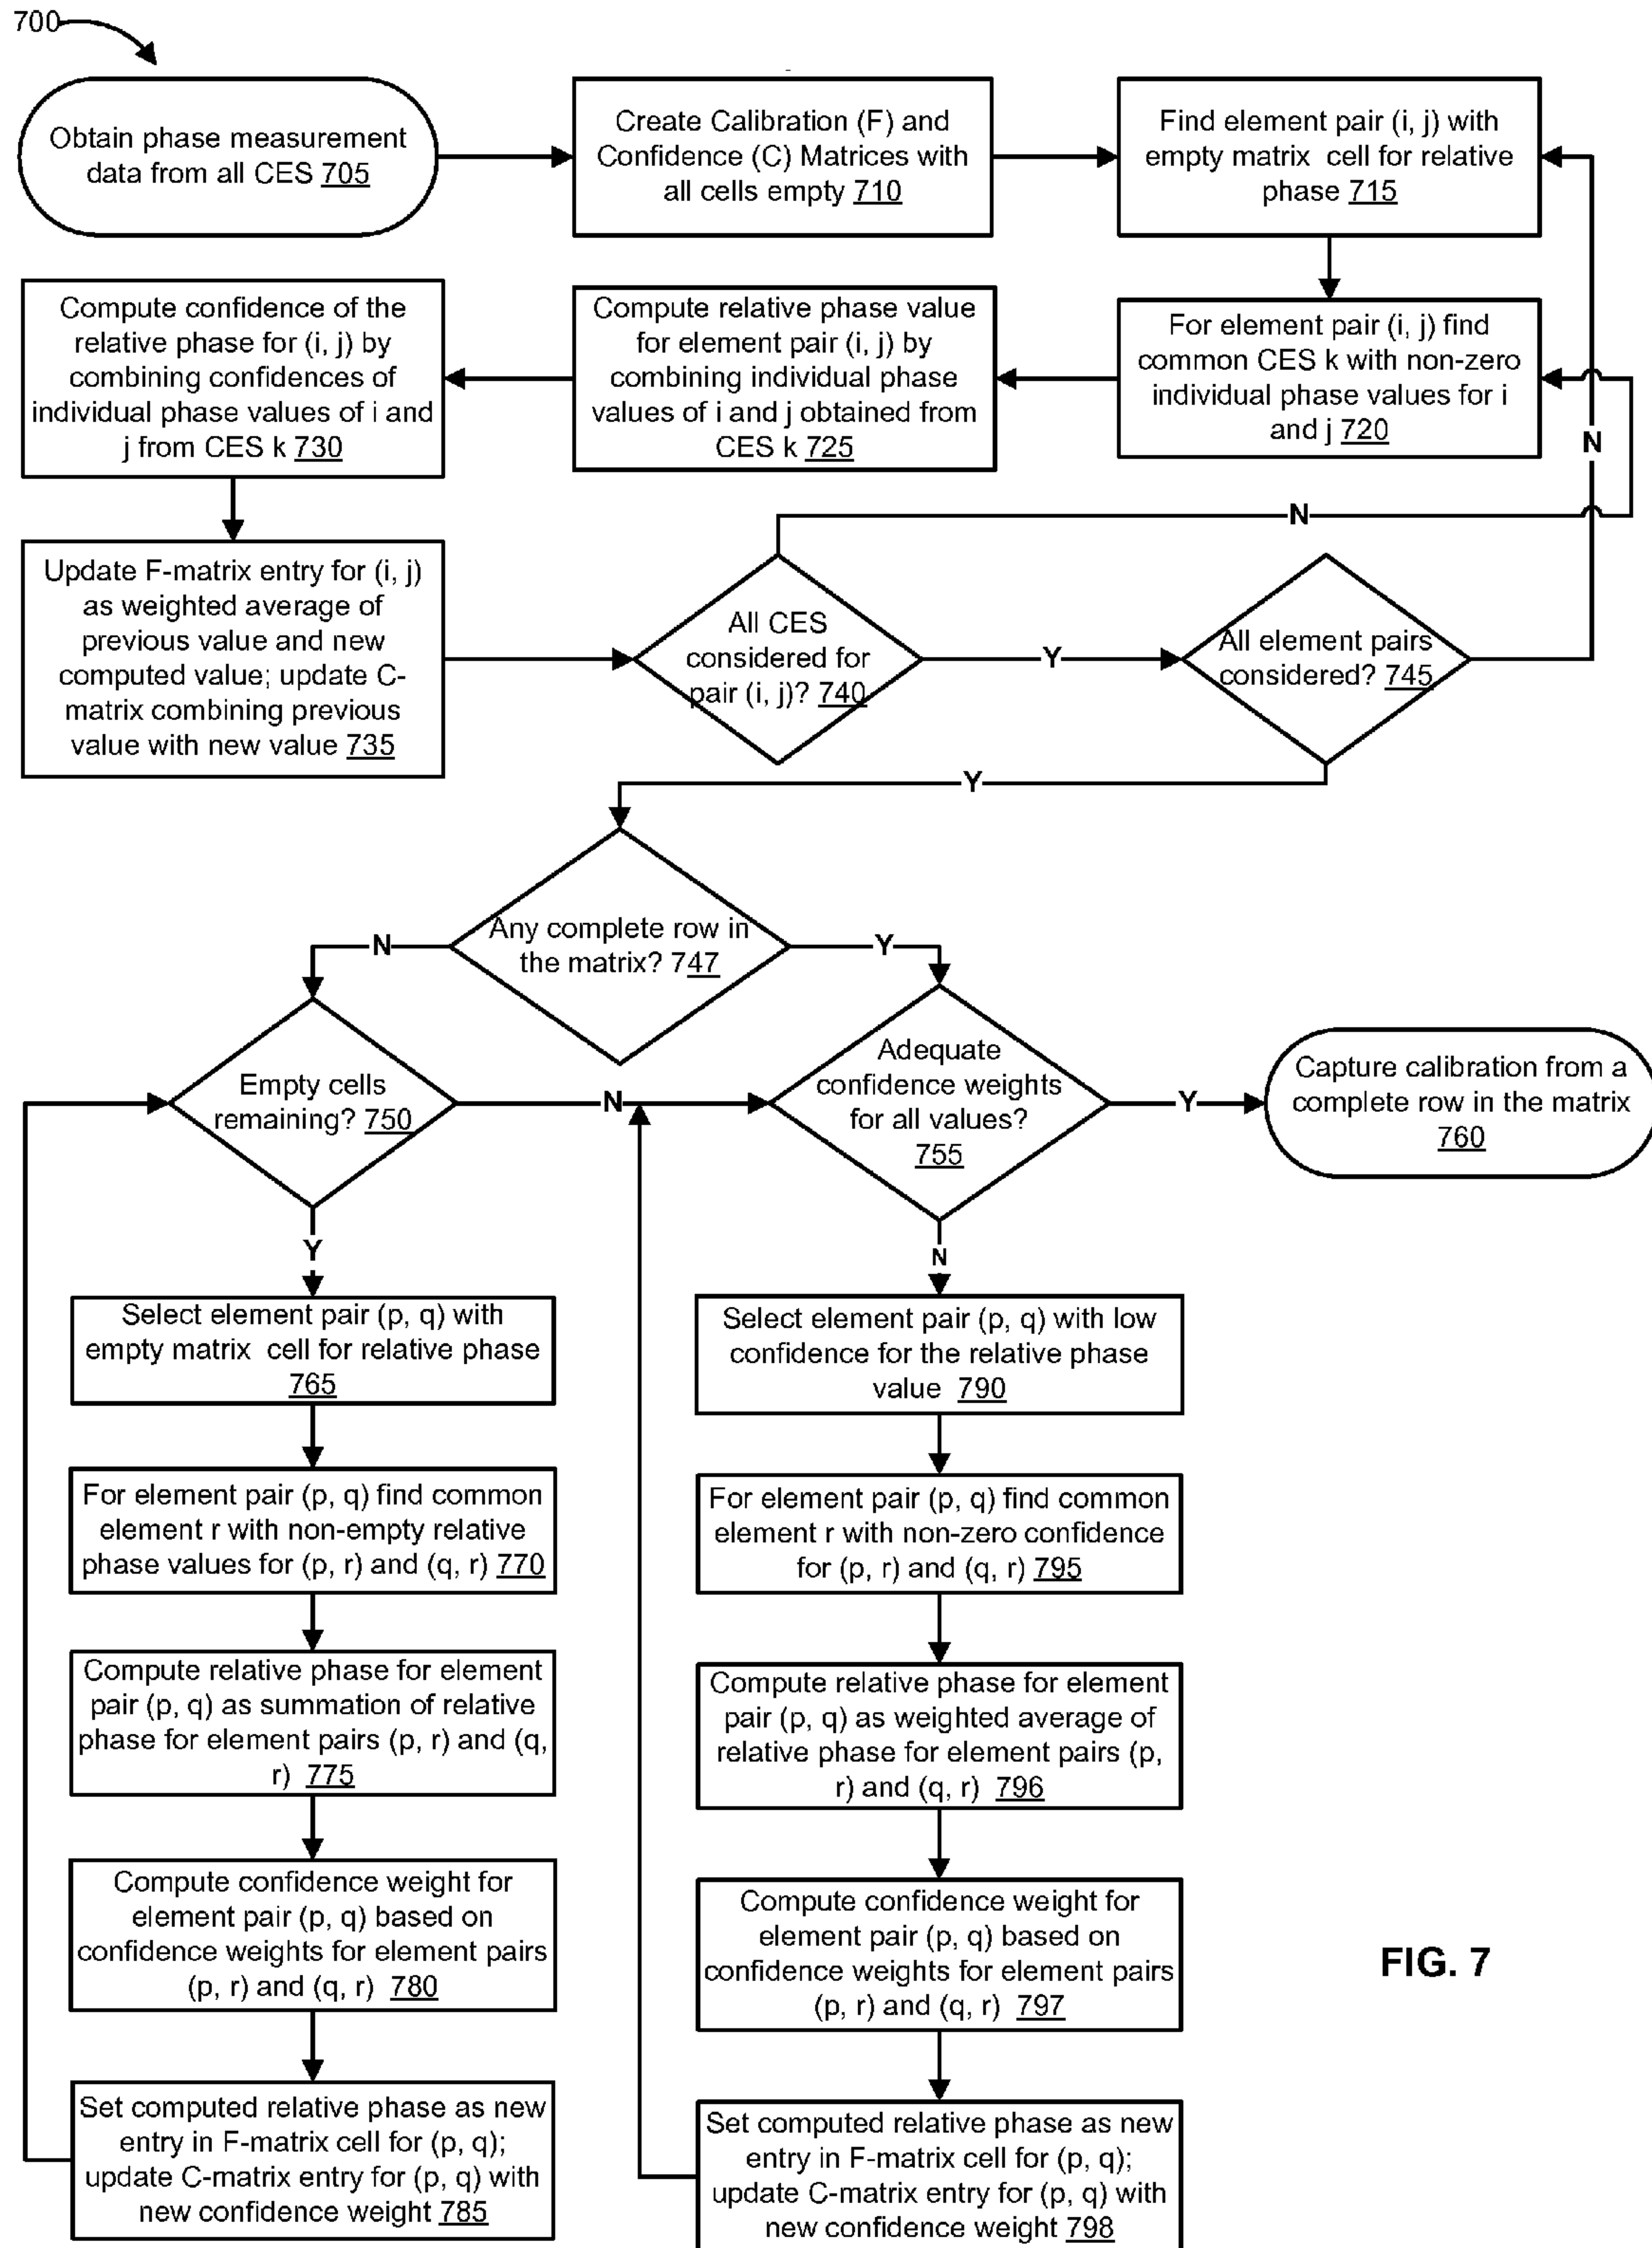 700
Obtain phase measurement
data from all CES 705
Create Calibration (F) and
Confidence (C) Matrices with
all cells empty 710
Find element pair (i, j) with
empty matrix cell for relative
phase 715
For element pair (i, j) find
common CES k with non-zero
individual phase values for i
and j 720
Compute relative phase value
for element pair (i, j) by
combining individual phase
values of i and j obtained from
CES k 725
Compute confidence of the
relative phase for (i, j) by
combining confidences of
individual phase values of i and
j from CES k 730
Update F-matrix entry for (i, j)
as weighted average of
previous value and new
computed value; update C-
matrix combining previous
value with new value 735
All CES
considered for
pair (i, j)? 740
N
Y
All element pairs
considered? 745
N
Y
Any complete row in
the matrix? 747
N
Y
Empty cells
remaining? 750
N
Y
Adequate
confidence weights
for all values?
755
Y
N
Capture calibration from a
complete row in the matrix
760
Select element pair (p, q) with
empty matrix cell for relative phase
765
For element pair (p, q) find common
element r with non-empty relative
phase values for (p, r) and (q, r) 770
Compute relative phase for element
pair (p, q) as summation of relative
phase for element pairs (p, r) and (q,
r) 775
Compute confidence weight for
element pair (p, q) based on
confidence weights for element pairs
(p, r) and (q, r) 780
Set computed relative phase as new
entry in F-matrix cell for (p, q);
update C-matrix entry for (p, q) with
new confidence weight 785
Select element pair (p, q) with low
confidence for the relative phase
value 790
For element pair (p, q) find common
element r with non-zero confidence
for (p, r) and (q, r) 795
Compute relative phase for element
pair (p, q) as weighted average of
relative phase for element pairs (p,
r) and (q, r) 796
Compute confidence weight for
element pair (p, q) based on
confidence weights for element pairs
(p, r) and (q, r) 797
Set computed relative phase as new
entry in F-matrix cell for (p, q);
update C-matrix entry for (p, q) with
new confidence weight 798
FIG. 7